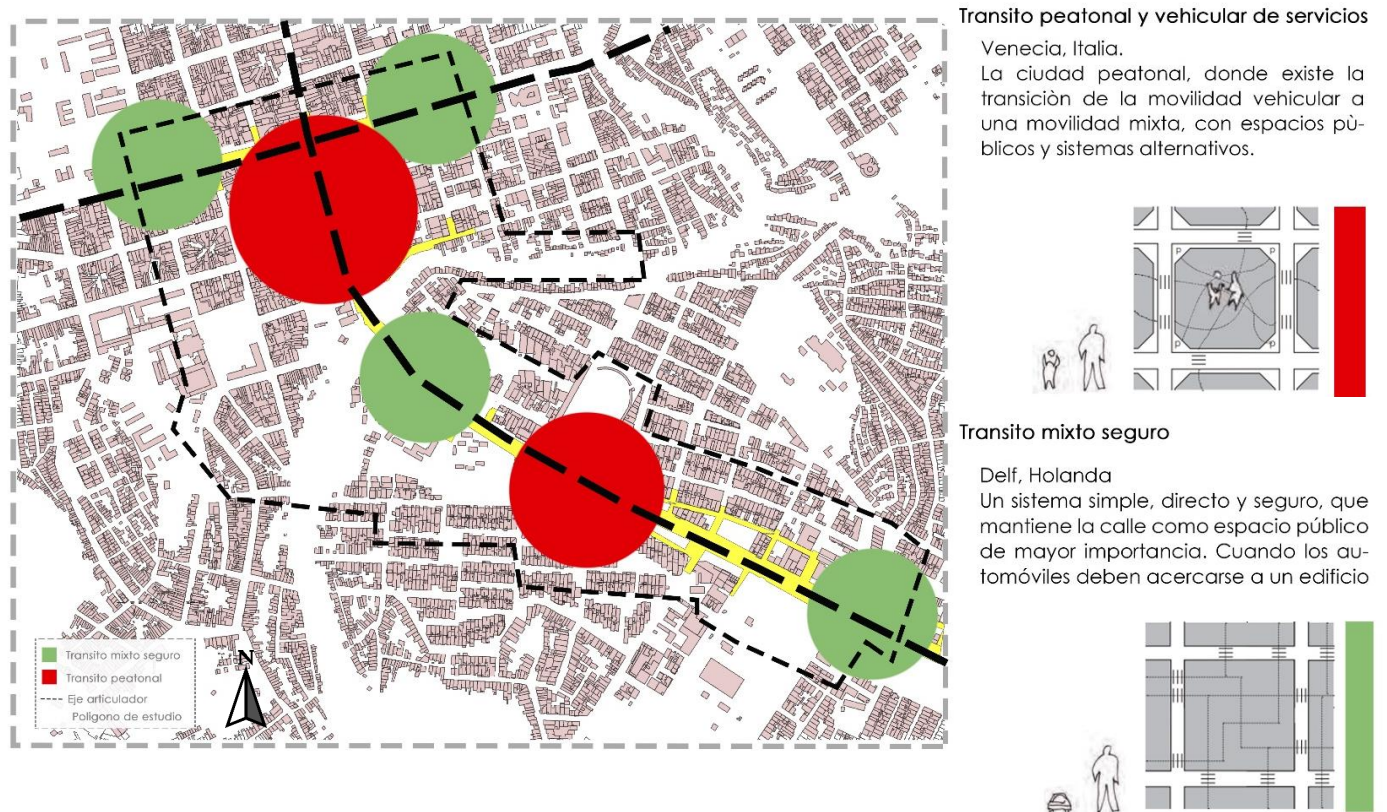 Transito peatonal y vehicular de servicios
Venecia, Italia.
La ciudad peatonal, donde existe la
transiciòn de la movilidad vehicular a
una movilidad mixta, con espacios pù-
blicos y sistemas alternativos.
P
P
P
P
Transito mixto seguro
Delf, Holanda
Un sistema simple, directo y seguro, que
mantiene la calle como espacio público
de mayor importancia. Cuando los au-
tomóviles deben acercarse a un edificio
Transito mixto seguro
Transito peatonal
Eje articulador
Poligono de estudio
N